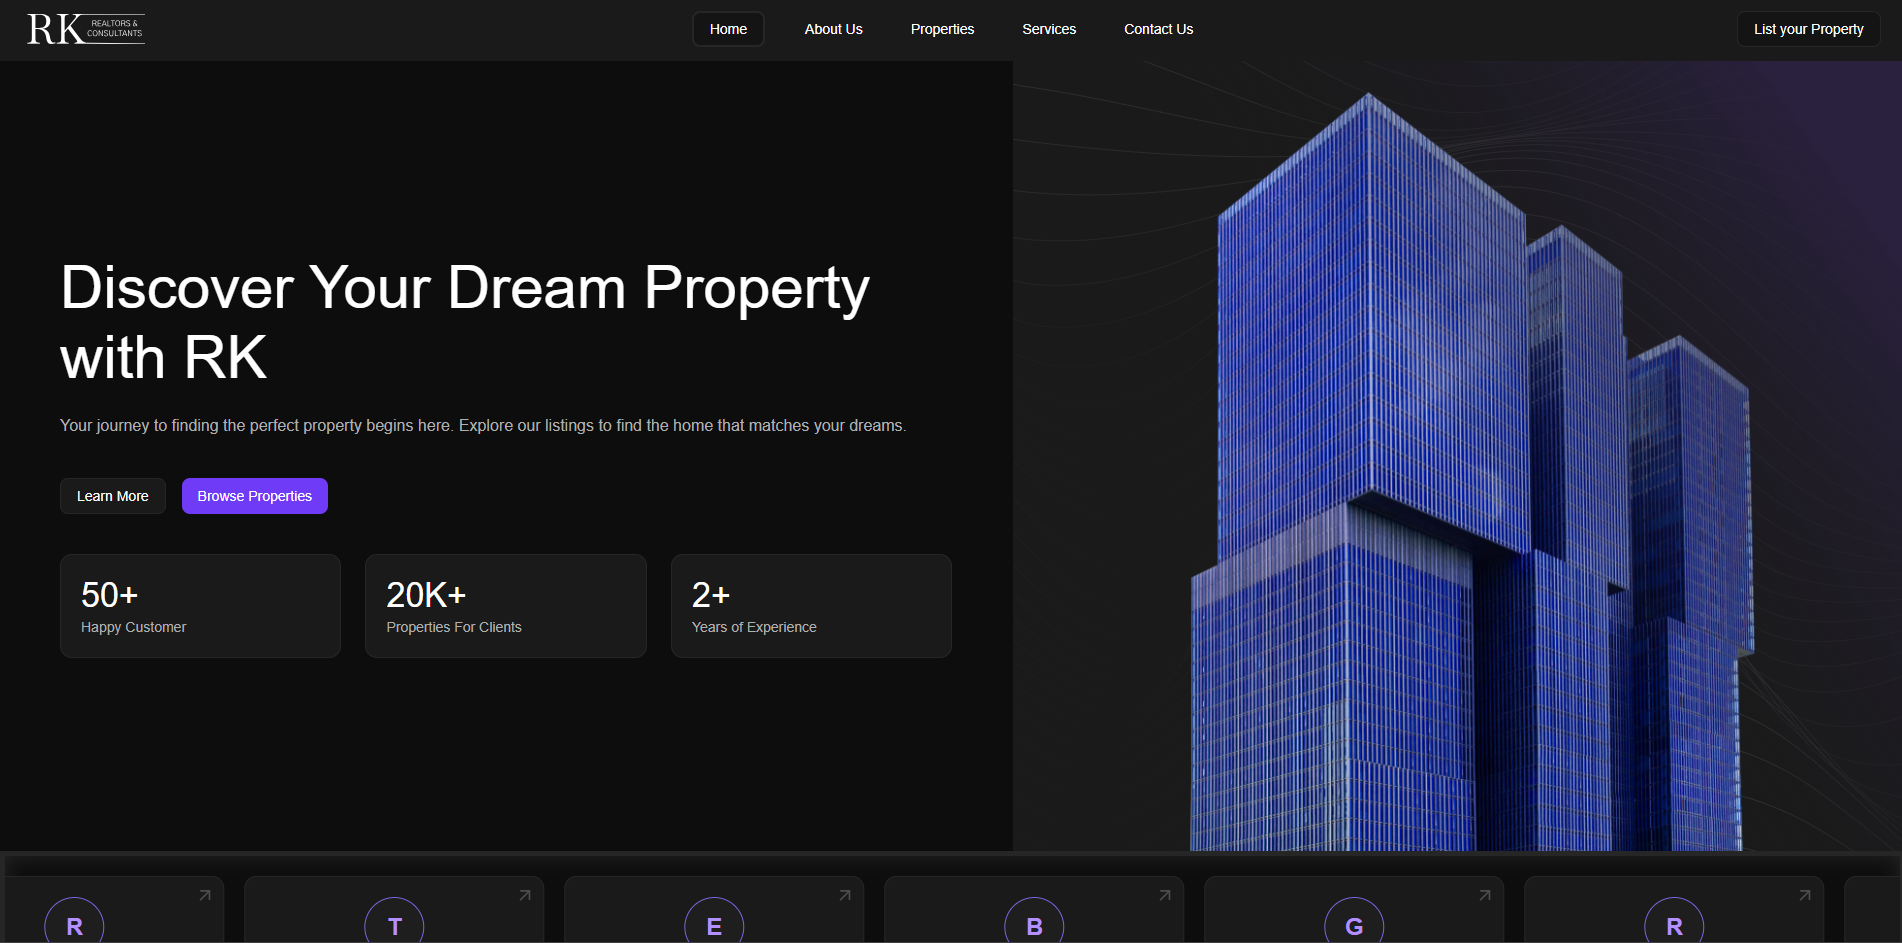 RK REALTORS &
CONSULTANTS
Home
About Us
Properties
Services
Contact Us
List your Property
Discover Your Dream Property
with RK
Your journey to finding the perfect property begins here. Explore our listings to find the home that matches your dreams.
Learn More
Browse Properties
50+
Happy Customer
20K+
Properties For Clients
2+
Years of Experience
R
T
E
B
G
R